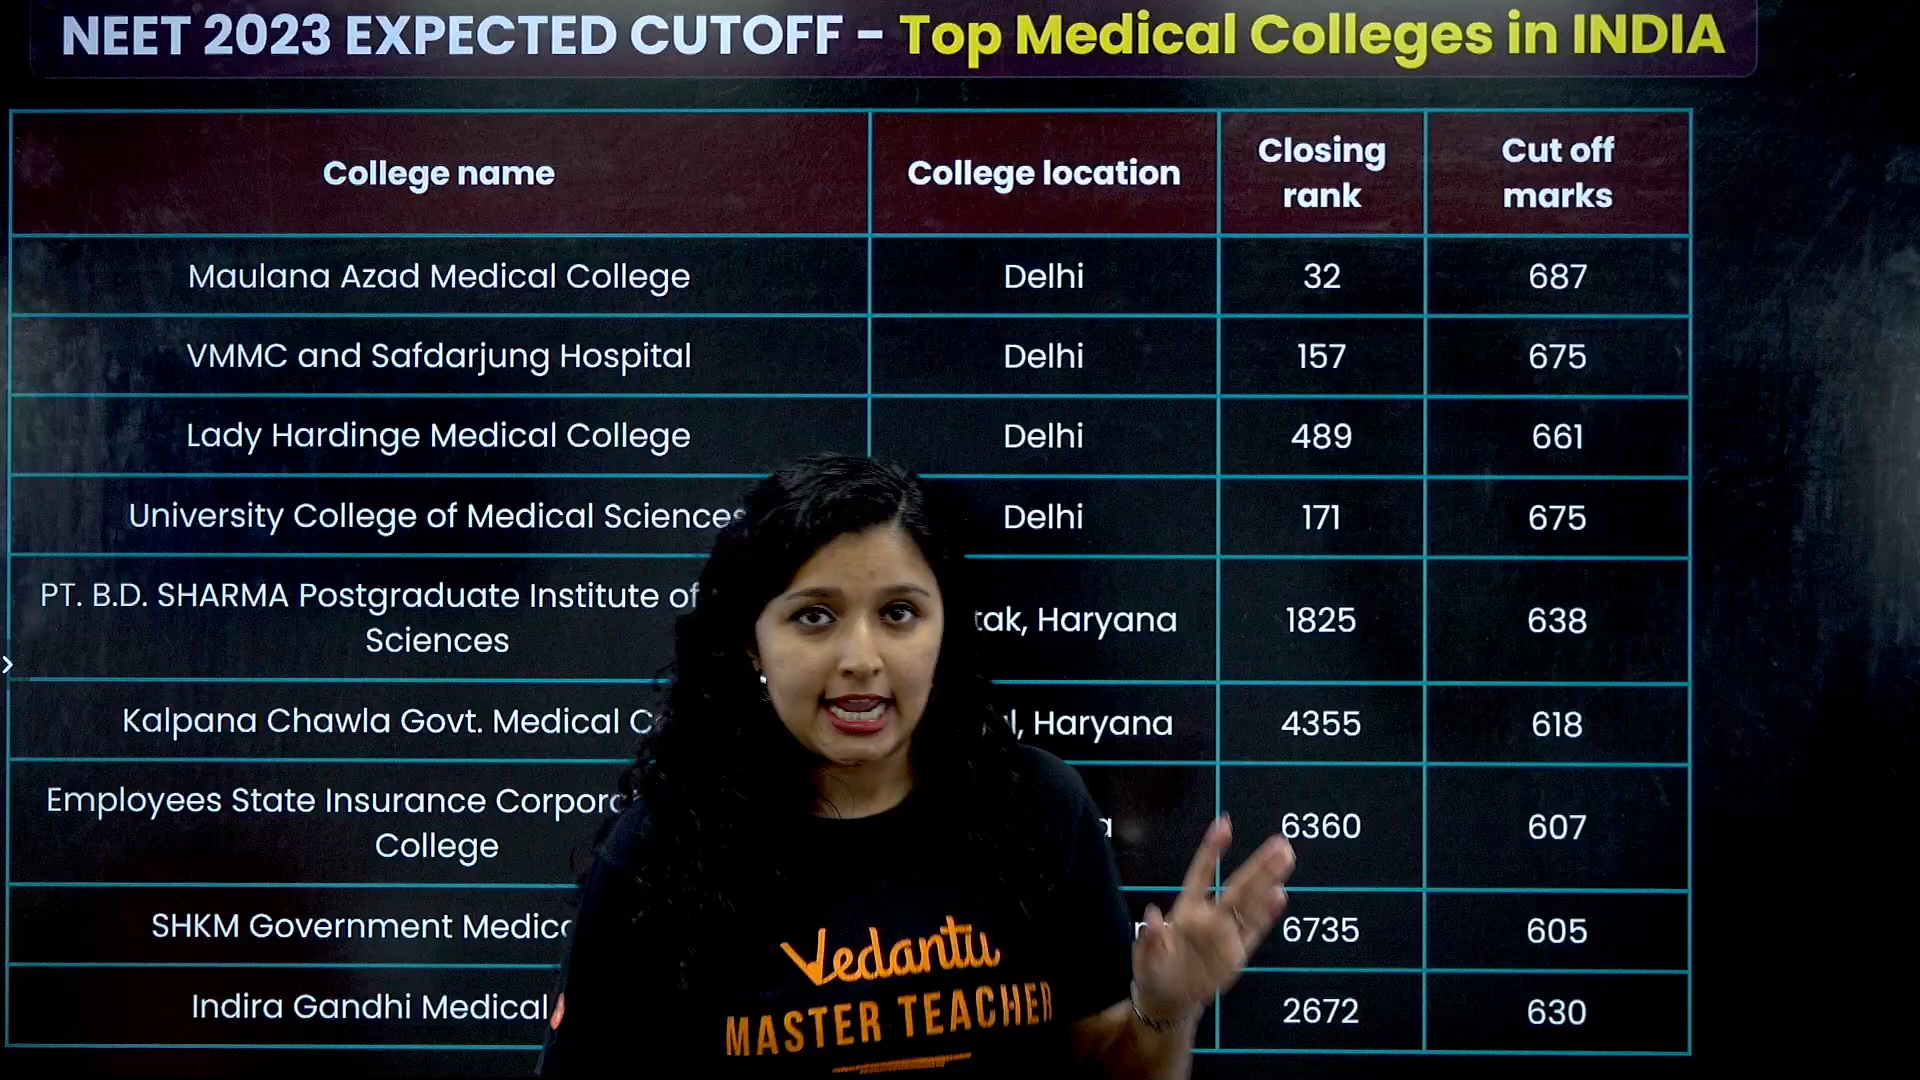 NEET 2023 EXPECTED CUTOFF - Top Medical Colleges in INDIA
College name College location Closing rank Cut off marks
Maulana Azad Medical College Delhi 32 687
VMMC and Safdarjung Hospital Delhi 157 675
Lady Hardinge Medical College Delhi 489 661
University College of Medical Sciences Delhi 171 675
PT. B.D. SHARMA Postgraduate Institute of
Sciences
Haryana 1825 638
Kalpana Chawla Govt. Medical Haryana 4355 618
Employees State Insurance
College
6360 607
SHKM Government 6735 605
Indira Gandhi Medical 2672 630
Vedantu
MASTER TEACHER